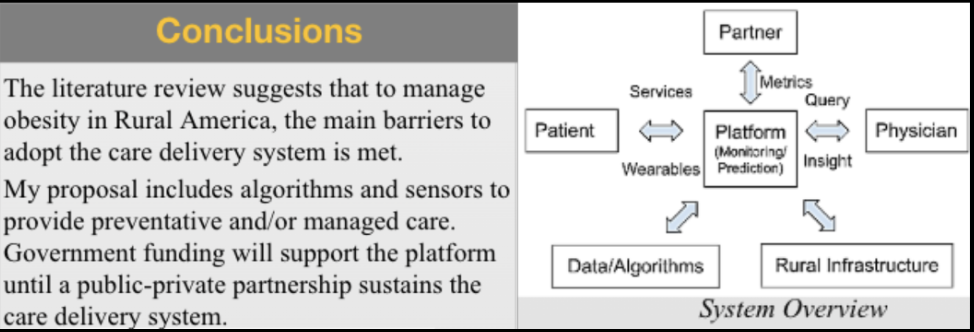 Conclusions
The literature review suggests that to manage
obesity in Rural America, the main barriers to
adopt the care delivery system is met.
My proposal includes algorithms and sensors to
provide preventative and/or managed care.
Government funding will support the platform
until a public-private partnership sustains the
care delivery system.
Partner
Metrics
Services
Query
Patient
Platform
(Monitoring/
Prediction)
Physician
Wearables
Insight
Data/Algorithms
Rural Infrastructure
System Overview